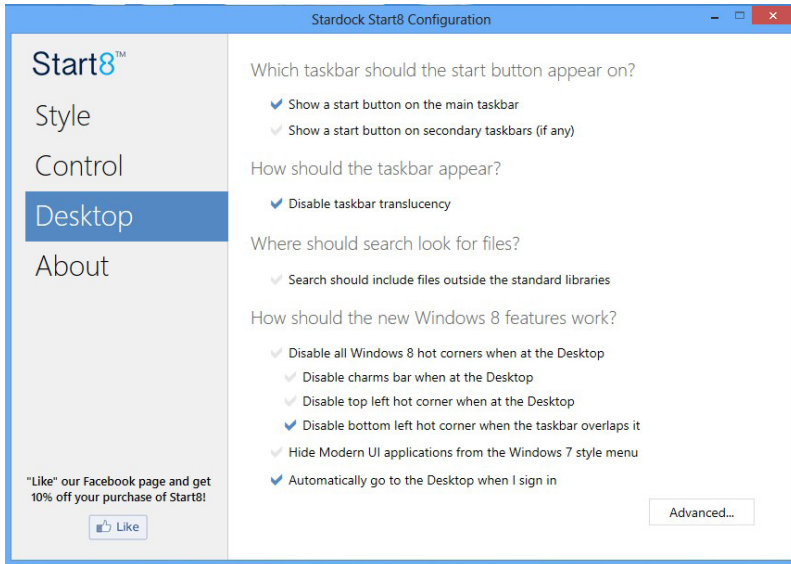 Stardock Start8 Configuration
Start8™
Style
Control
Desktop
About
"Like" our Facebook page and get
10% off your purchase of Start8!
Like
Which taskbar should the start button appear on?
Show a start button on the main taskbar
Show a start button on secondary taskbars (if any)
How should the taskbar appear?
Disable taskbar translucency
Where should search look for files?
Search should include files outside the standard libraries
How should the new Windows 8 features work?
Disable all Windows 8 hot corners when at the Desktop
Disable charms bar when at the Desktop
Disable top left hot corner when at the Desktop
Disable bottom left hot corner when the taskbar overlaps it
Hide Modern UI applications from the Windows 7 style menu
Automatically go to the Desktop when I sign in
Advanced...